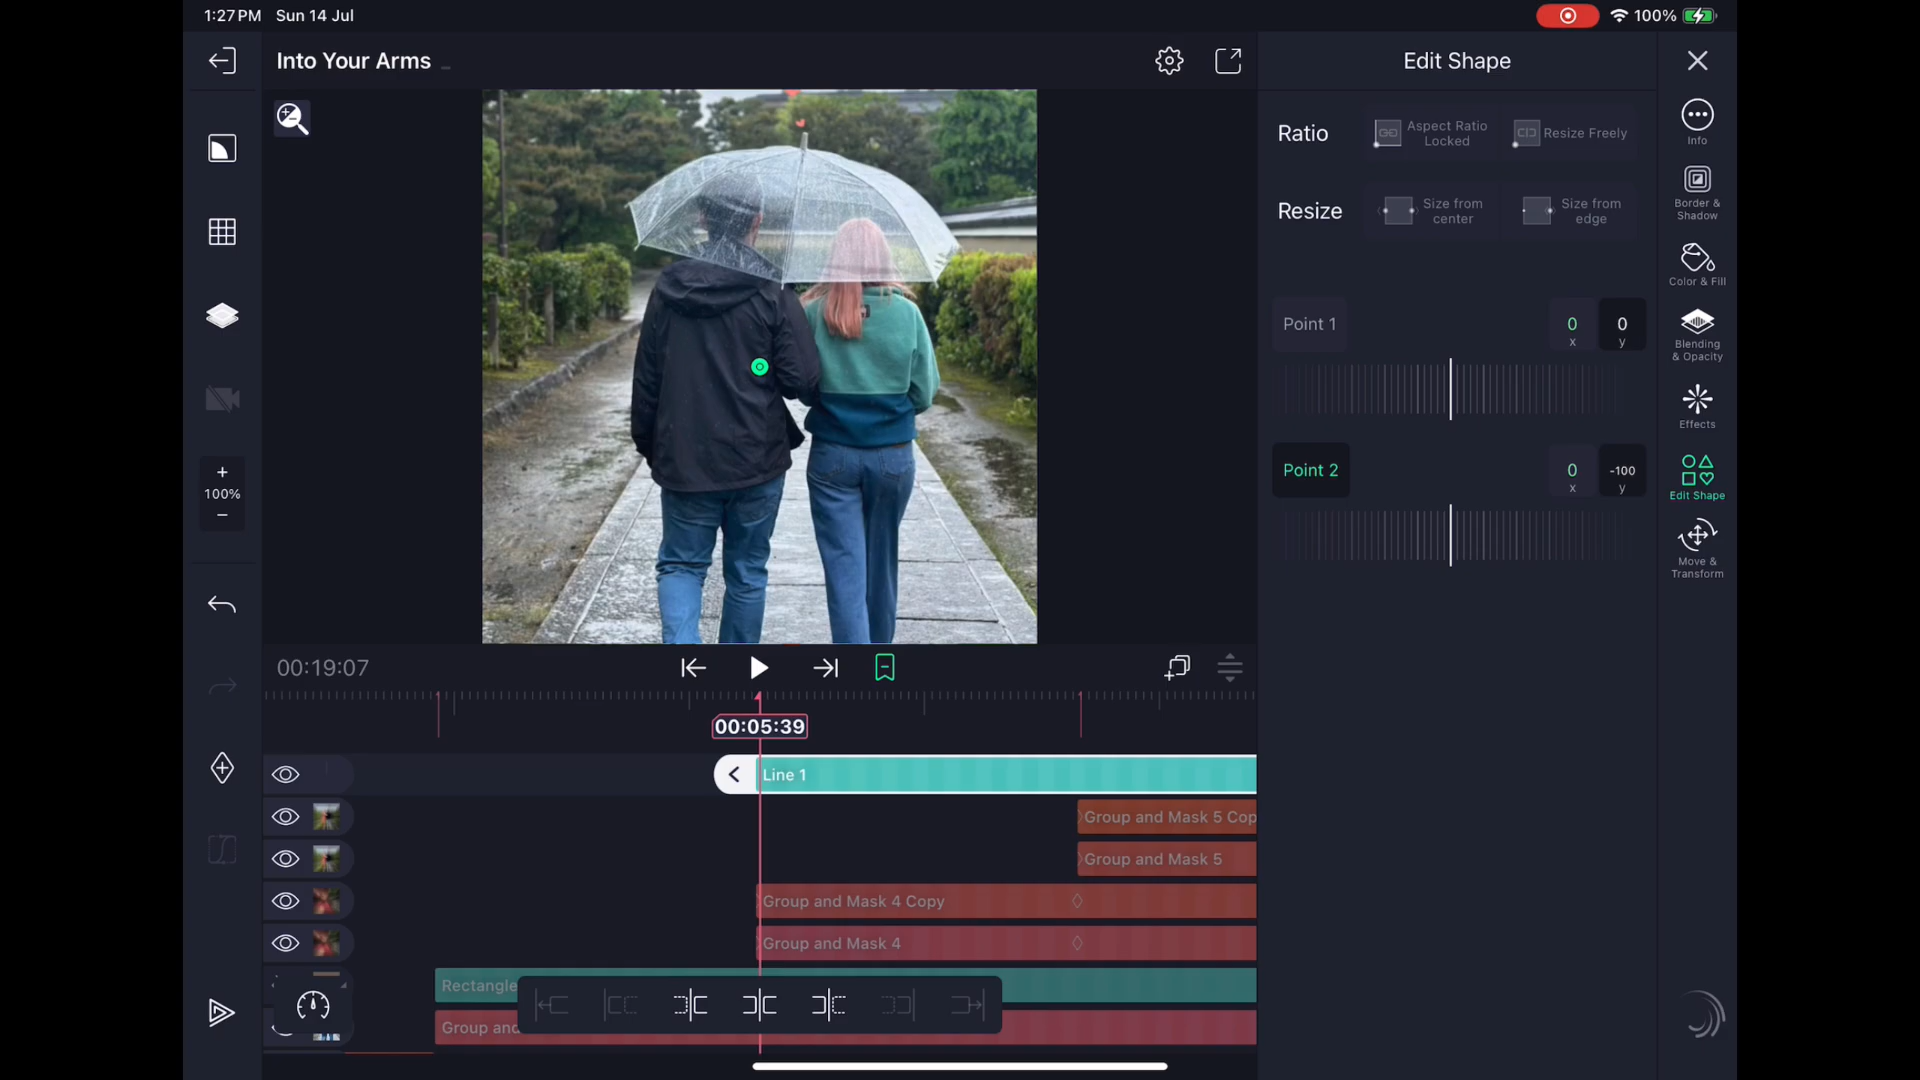 1:27PM Sun 14 Jul
100%
Into Your Arms
Edit Shape
Ratio
Aspect Ratio
Locked
Resize Freely
Resize
Size from
center
Size from
edge
Point 1
0
x
0
y
Point 2
0
x
-100
y
Info
Border &
Shadow
Color & Fill
Blending
& Opacity
Effects
Edit Shape
Move &
Transform
+
100%
−
00:19:07
00:05:39
Line 1
Group and Mask 5 Cop
Group and Mask 5
Group and Mask 4 Copy
Group and Mask 4
Rectangle
Group and